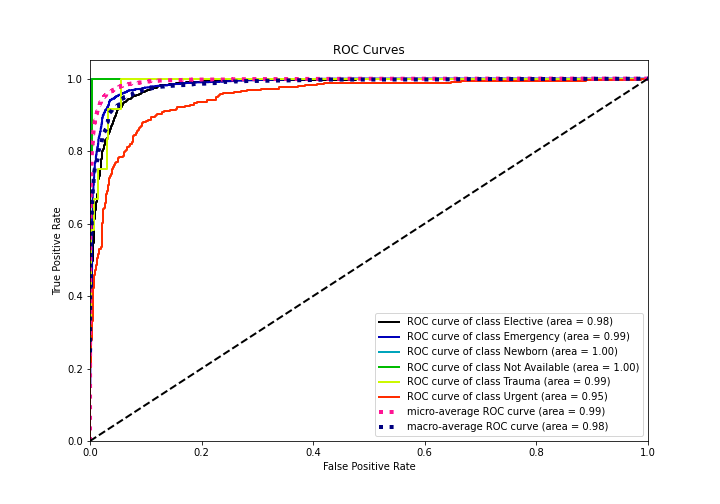 ROC Curves
1.0
0.8
0.6
0.4
0.2
0.0
True Positive Rate
0.0 0.2 0.4 0.6 0.8 1.0
False Positive Rate
ROC curve of class Elective (area = 0.98)
ROC curve of class Emergency (area = 0.99)
ROC curve of class Newborn (area = 1.00)
ROC curve of class Not Available (area = 1.00)
ROC curve of class Trauma (area = 0.99)
ROC curve of class Urgent (area = 0.95)
micro-average ROC curve (area = 0.99)
macro-average ROC curve (area = 0.98)